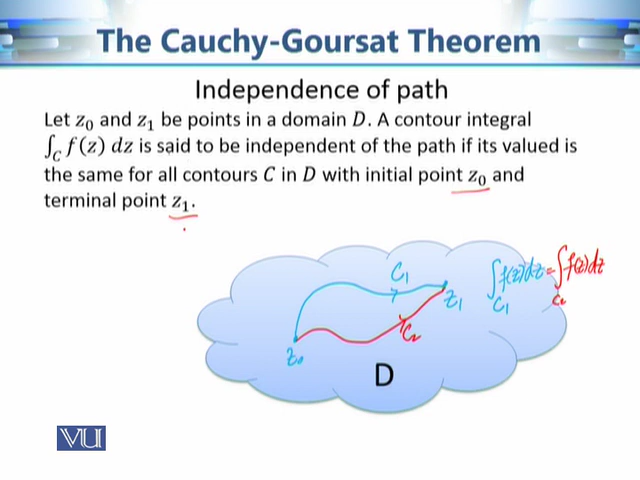 The Cauchy-Goursat Theorem
Independence of path
Let z₀ and z₁ be points in a domain D. A contour integral
∫_C f(z) dz is said to be independent of the path if its valued is
the same for all contours C in D with initial point z₀ and
terminal point z₁.
C₁
∫_C₁ f(z)dz = ∫_C₂ f(z)dz
z₁
C₂
z₀
D
VU